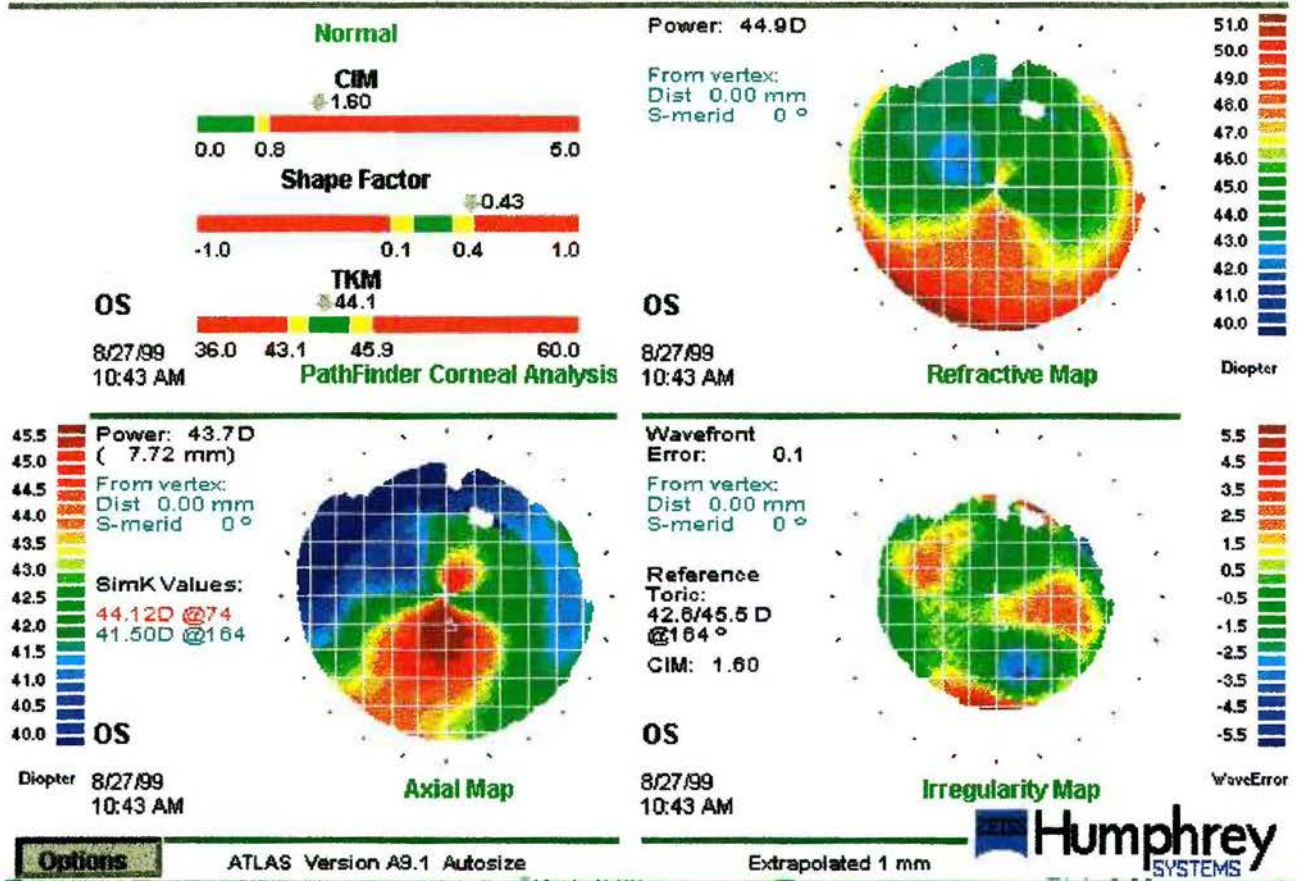 Normal
CIM
1.60
0.0 0.8 5.0
Shape Factor
0.43
-1.0 0.1 0.4 1.0
TKM
44.1
OS
36.0 43.1 45.9 60.0
8/27/99
10:43 AM
PathFinder Corneal Analysis
Power: 44.9D
From vertex:
Dist 0.00 mm
S-merid 0 °
OS
8/27/99
10:43 AM
Refractive Map
51.0
50.0
49.0
48.0
47.0
46.0
45.0
44.0
43.0
42.0
41.0
40.0
Diopter
45.5
45.0
44.5
44.0
43.5
43.0
42.5
42.0
41.5
41.0
40.5
40.0
Diopter
Power: 43.7D
( 7.72 mm)
From vertex:
Dist 0.00 mm
S-merid 0 °
SimK Values:
44.12D @74
41.50D @164
OS
8/27/99
10:43 AM
Axial Map
Wavefront
Error: 0.1
From vertex:
Dist 0.00 mm
S-merid 0 °
Reference
Toric:
42.6/45.5 D
@164 °
CIM: 1.60
OS
8/27/99
10:43 AM
Irregularity Map
5.5
4.5
3.5
2.5
1.5
0.5
-0.5
-1.5
-2.5
-3.5
-4.5
-5.5
WaveError
ZEISS Humphrey
SYSTEMS
Options
ATLAS Version A9.1 Autosize
Extrapolated 1 mm